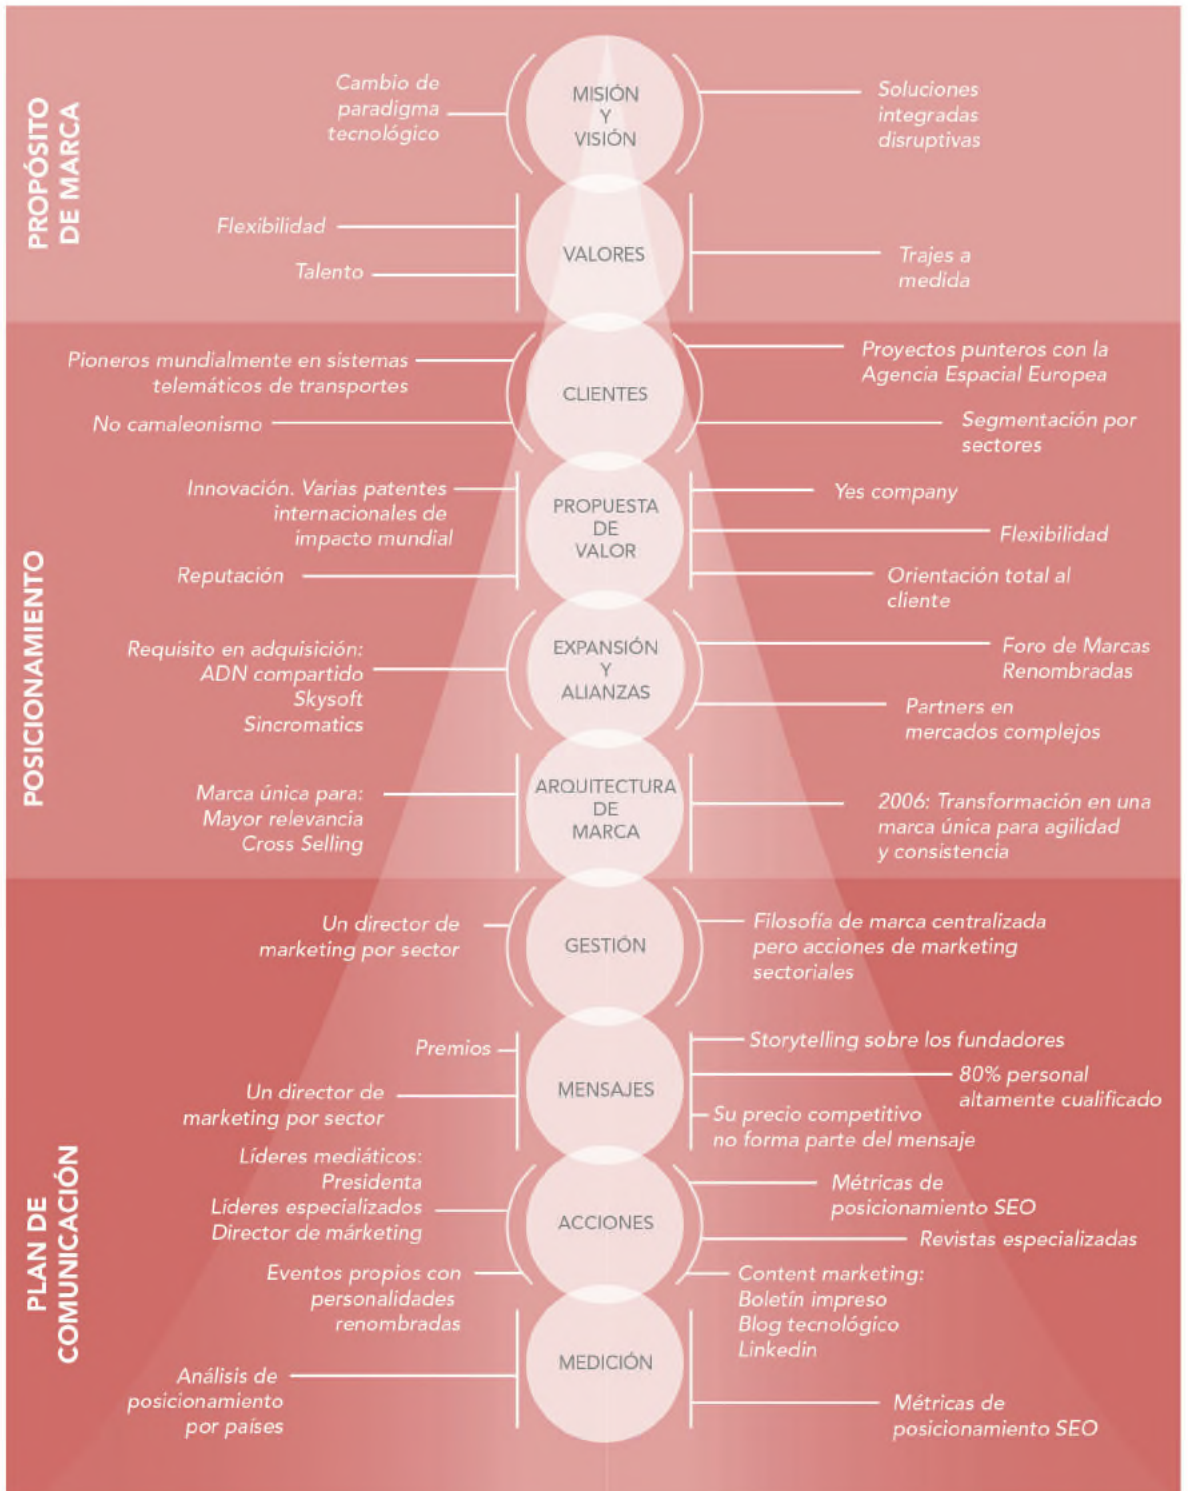 PROPÓSITO
DE MARCA
Cambio de
paradigma
tecnológico
MISIÓN
Y
VISIÓN
Soluciones
integradas
disruptivas
Flexibilidad
Talento
VALORES
Trajes a
medida
POSICIONAMIENTO
Pioneros mundialmente en sistemas
telemáticos de transportes
No camaleonismo
CLIENTES
Proyectos punteros con la
Agencia Espacial Europea
Segmentación por
sectores
Innovación. Varias patentes
internacionales de
impacto mundial
Reputación
PROPUESTA
DE
VALOR
Yes company
Flexibilidad
Orientación total al
cliente
Requisito en adquisición:
ADN compartido
Skysoft
Sincromatics
EXPANSIÓN
Y
ALIANZAS
Foro de Marcas
Renombradas
Partners en
mercados complejos
Marca única para:
Mayor relevancia
Cross Selling
ARQUITECTURA
DE
MARCA
2006: Transformación en una
marca única para agilidad
y consistencia
PLAN DE
COMUNICACIÓN
Un director de
marketing por sector
GESTIÓN
Filosofía de marca centralizada
pero acciones de marketing
sectoriales
Premios
Un director de
marketing por sector
MENSAJES
Storytelling sobre los fundadores
80% personal
altamente cualificado
Su precio competitivo
no forma parte del mensaje
Líderes mediáticos:
Presidenta
Líderes especializados
Director de márketing
Eventos propios con
personalidades
renombradas
ACCIONES
Métricas de
posicionamiento SEO
Revistas especializadas
Content marketing:
Boletín impreso
Blog tecnológico
Linkedin
Análisis de
posicionamiento
por países
MEDICIÓN
Métricas de
posicionamiento SEO